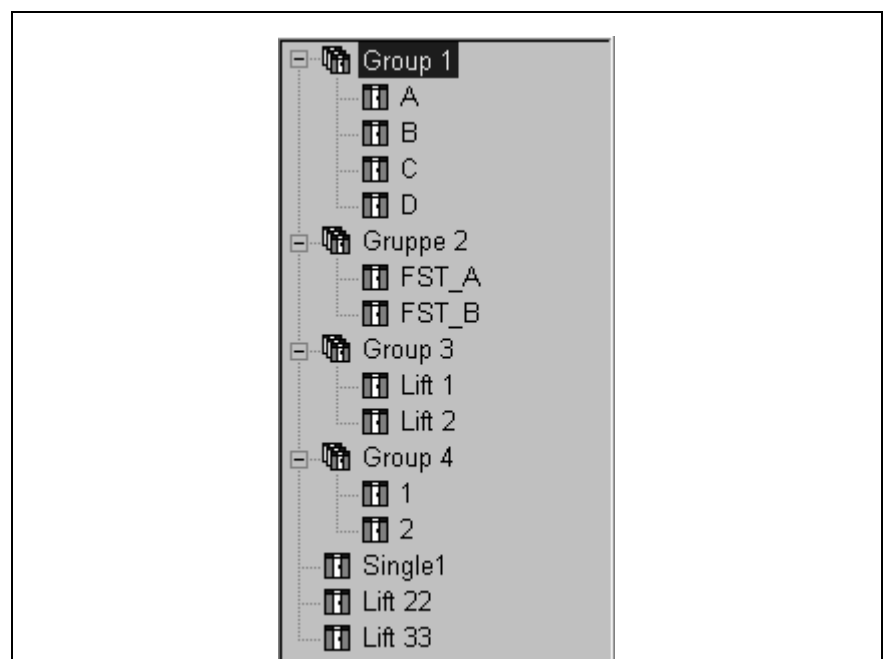 Group 1
A
B
C
D
Gruppe 2
FST_A
FST_B
Group 3
Lift 1
Lift 2
Group 4
1
2
Single1
Lift 22
Lift 33